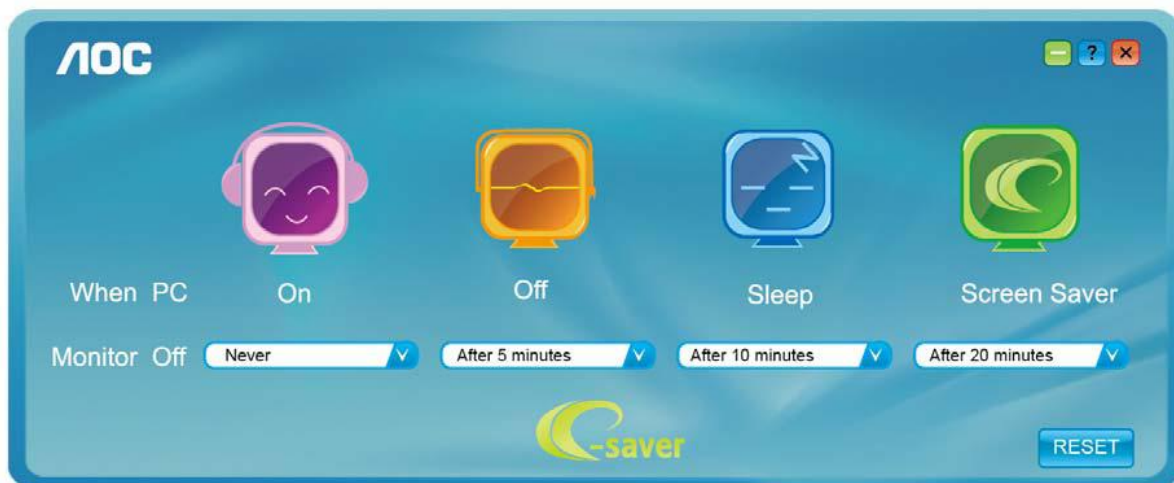 AOC
?
When PC On Off Sleep Screen Saver
Monitor Off Never After 5 minutes After 10 minutes After 20 minutes
e-saver
RESET